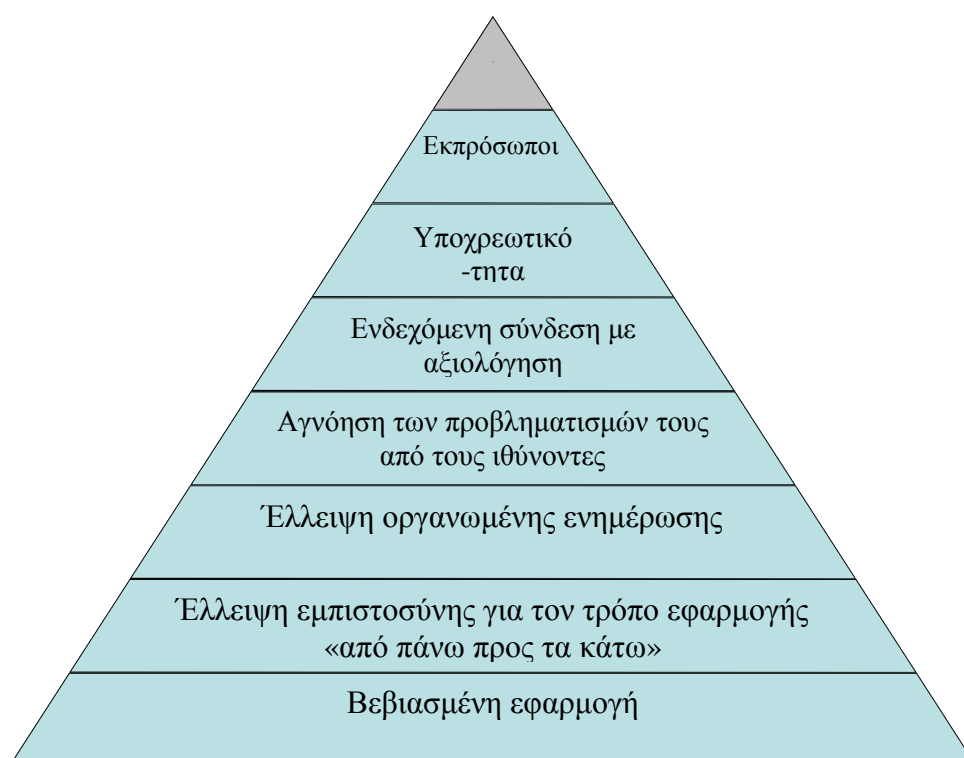 Εκπρόσωποι
Υποχρεωτικό
-τητα
Ενδεχόμενη σύνδεση με
αξιολόγηση
Αγνόηση των προβληματισμών τους
από τους ιθύνοντες
Έλλειψη οργανωμένης ενημέρωσης
Έλλειψη εμπιστοσύνης για τον τρόπο εφαρμογής
«από πάνω προς τα κάτω»
Βεβιασμένη εφαρμογή